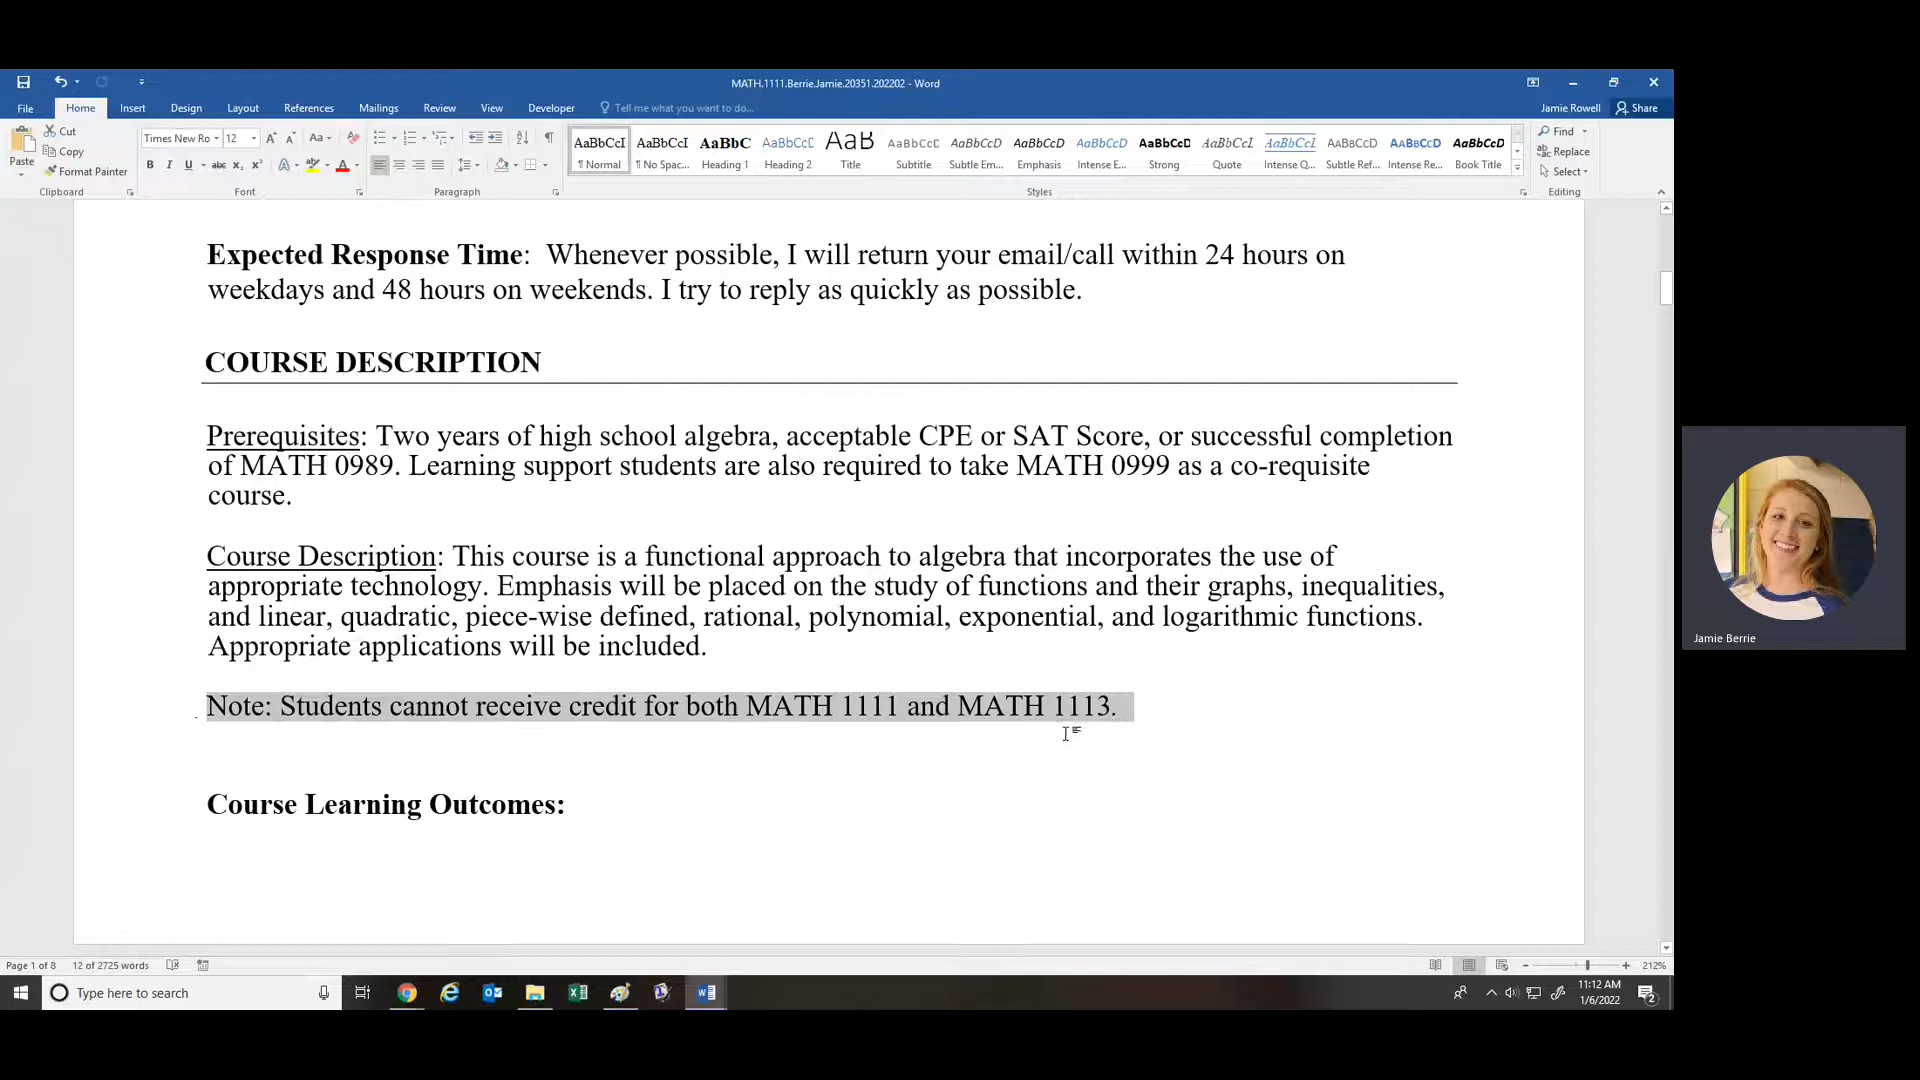 MATH.1111.Berrie.Jamie.20351.202202 - Word
File Home Insert Design Layout References Mailings Review View Developer Tell me what you want to do... Jamie Rowell Share
Paste Cut Copy Format Painter
Times New Ro 12
AaBbCcI ¶ Normal
AaBbCcI ¶ No Spac...
AaBbC Heading 1
AaBbCcC Heading 2
AaB Title
AaBbCcC Subtitle
AaBbCcD Subtle Em...
AaBbCcD Emphasis
AaBbCcD Intense E...
AaBbCcD Strong
AaBbCcI Quote
AaBbCcI Intense Q...
AaBbCcD Subtle Ref...
AaBbCcD Intense Re...
AaBbCcD Book Title
Find
Replace
Select
Clipboard Font Paragraph Styles Editing
Expected Response Time: Whenever possible, I will return your email/call within 24 hours on
weekdays and 48 hours on weekends. I try to reply as quickly as possible.
COURSE DESCRIPTION
Prerequisites: Two years of high school algebra, acceptable CPE or SAT Score, or successful completion
of MATH 0989. Learning support students are also required to take MATH 0999 as a co-requisite
course.
Course Description: This course is a functional approach to algebra that incorporates the use of
appropriate technology. Emphasis will be placed on the study of functions and their graphs, inequalities,
and linear, quadratic, piece-wise defined, rational, polynomial, exponential, and logarithmic functions.
Appropriate applications will be included.
Note: Students cannot receive credit for both MATH 1111 and MATH 1113.
Course Learning Outcomes:
Jamie Berrie
Page 1 of 8 12 of 2725 words 212%
Type here to search
11:12 AM
1/6/2022
2